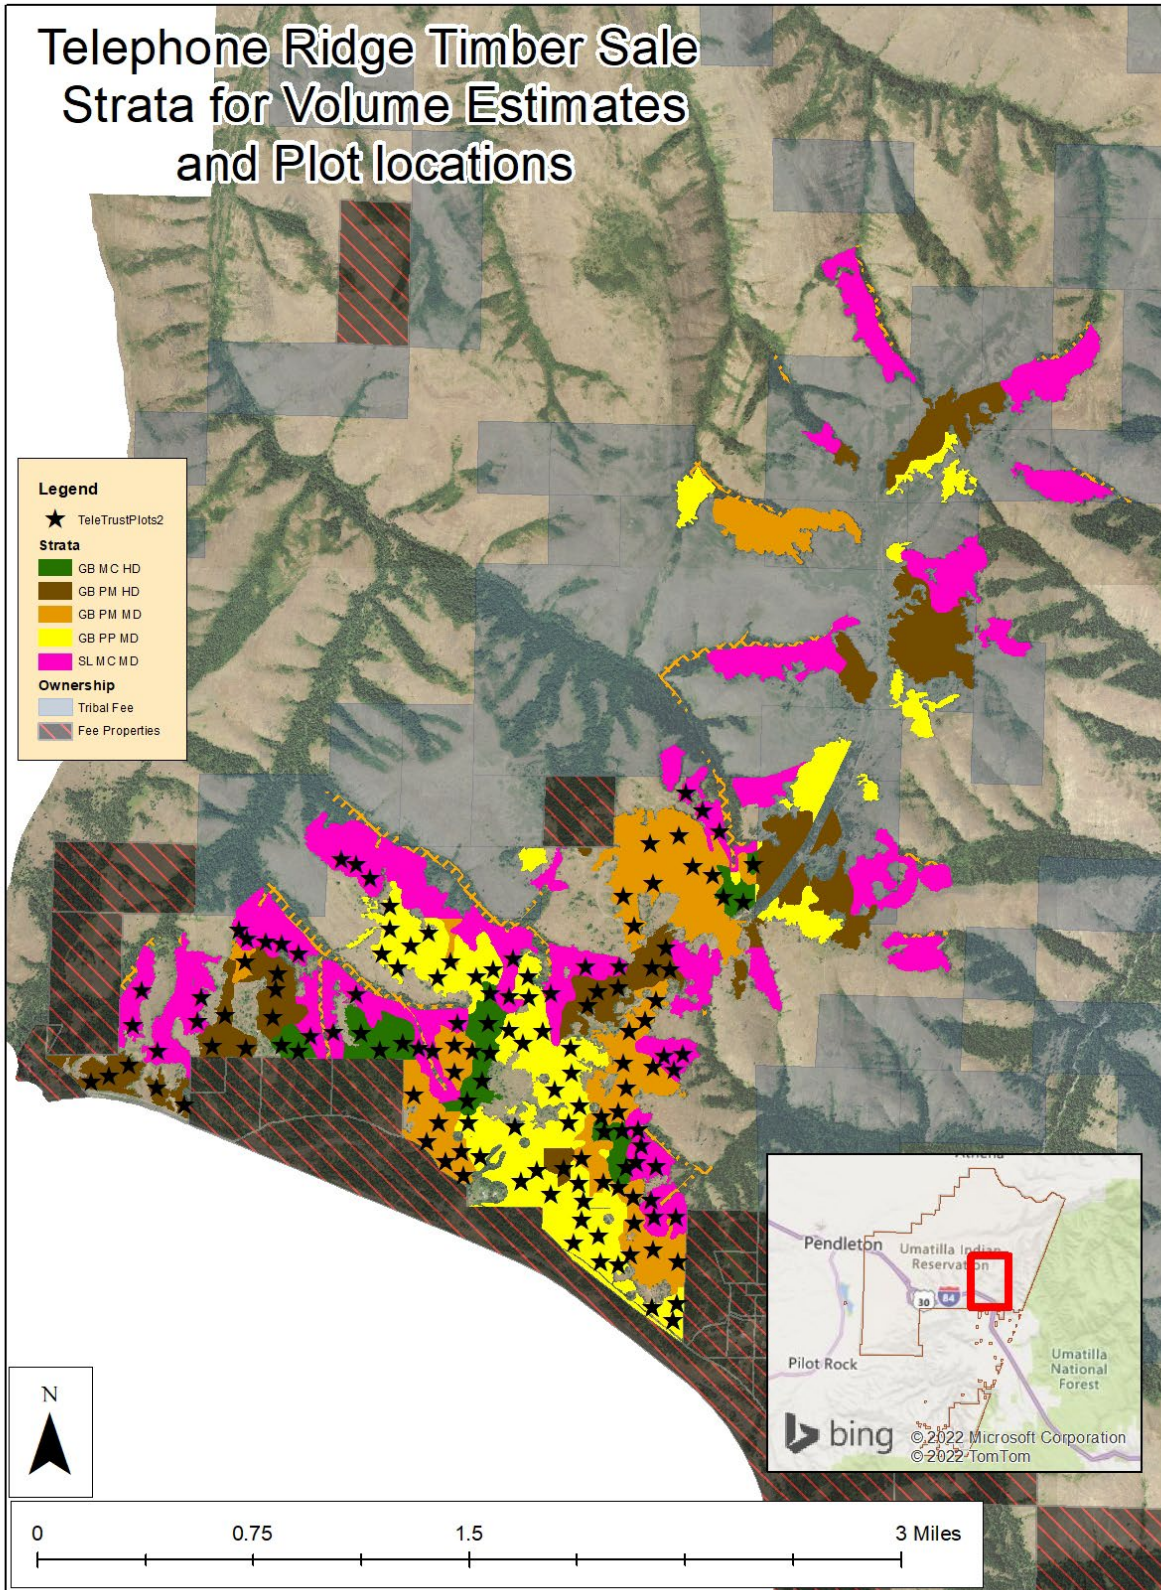 Telephone Ridge Timber Sale
Strata for Volume Estimates
and Plot locations
Legend
TeleTrustPlots2
Strata
GB MC HD
GB PM HD
GB PM MD
GB PP MD
SL MC MD
Ownership
Tribal Fee
Fee Properties
Pendleton
Umatilla Indian
Reservation
30
84
Pilot Rock
Umatilla
National
Forest
bing
© 2022 Microsoft Corporation
© 2022 TomTom
N
0 0.75 1.5 3 Miles